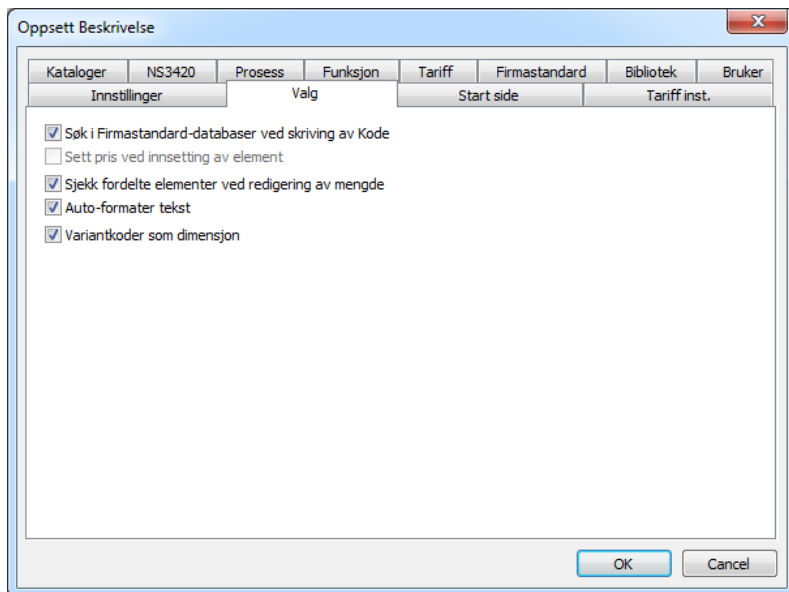 Oppsett Beskrivelse
Kataloger NS3420 Prosess Funksjon Tariff Firmastandard Bibliotek Bruker
Innstillinger Valg Start side Tariff inst.
Søk i Firmastandard-databaser ved skriving av Kode
Sett pris ved innsetting av element
Sjekk fordelte elementer ved redigering av mengde
Auto-formater tekst
Variantkoder som dimensjon
OK Cancel